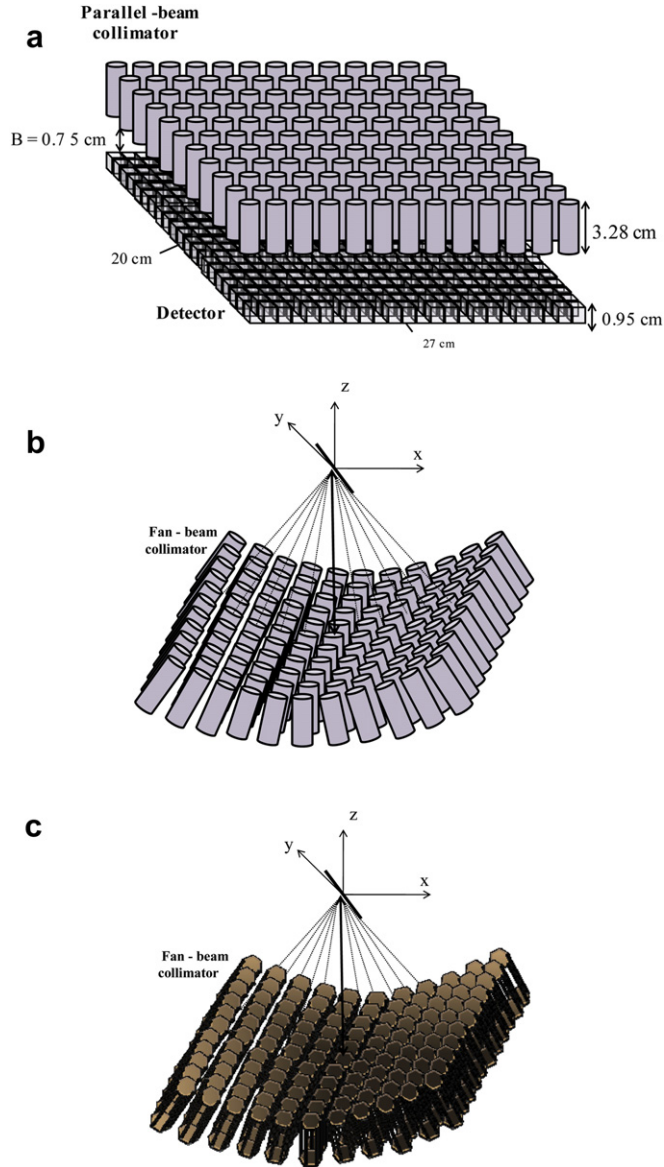 Parallel -beam
collimator
a
B = 0.7 5 cm
3.28 cm
20 cm
Detector
0.95 cm
27 cm
b
z
y
x
Fan - beam
collimator
c
z
y
x
Fan - beam
collimator